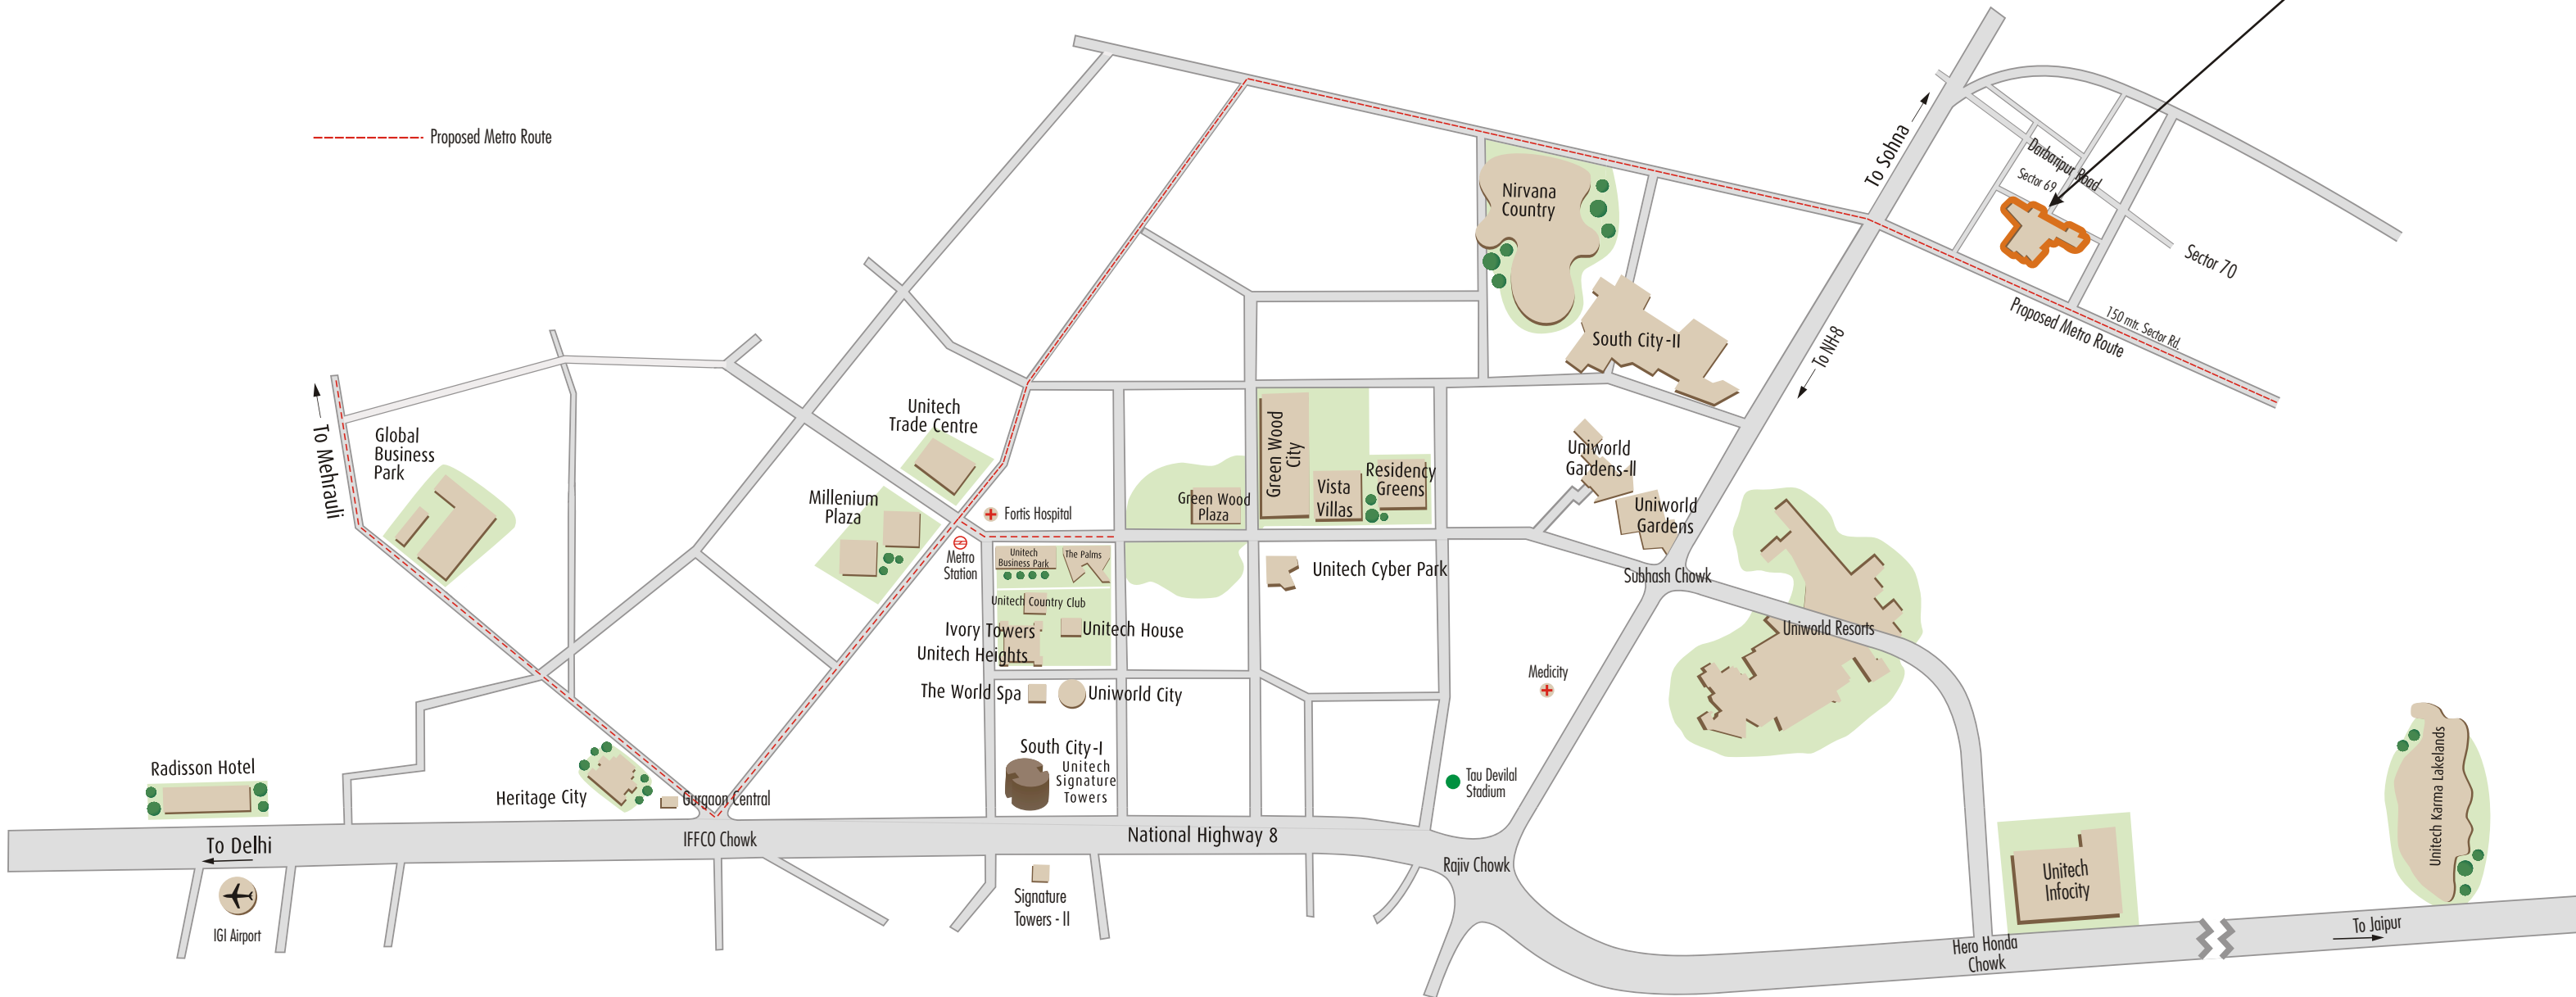 Proposed Metro Route
To Sohna
Darbaripur Road
Sector 69
Sector 70
Nirvana
Country
To NH-8
150 mtr. Sector Rd.
Proposed Metro Route
South City -II
To Mehrauli
Global
Business
Park
Unitech
Trade Centre
Millenium
Plaza
Fortis Hospital
Metro
Station
Green Wood
City
Green Wood
Plaza
Vista
Villas
Residency
Greens
Uniworld
Gardens-II
Uniworld
Gardens
Unitech
Business Park
The Palms
Unitech Cyber Park
Subhash Chowk
Unitech Country Club
Ivory Towers
Unitech House
Unitech Heights
Uniworld Resorts
The World Spa
Uniworld City
Medicity
South City-I
Unitech
Signature
Towers
Tau Devilal
Stadium
Radisson Hotel
Heritage City
Gurgaon Central
Unitech Karma Lakelands
To Delhi
IFFCO Chowk
National Highway 8
Rajiv Chowk
Unitech
Infocity
IGI Airport
Signature
Towers - II
Hero Honda
Chowk
To Jaipur